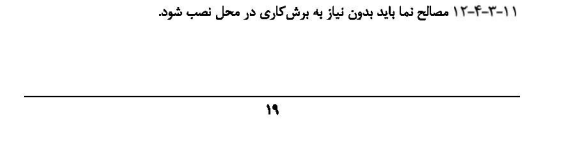 ۱۱-۳-۴-۱۲ مصالح نما باید بدون نیاز به برش‌کاری در محل نصب شود.
۱۹